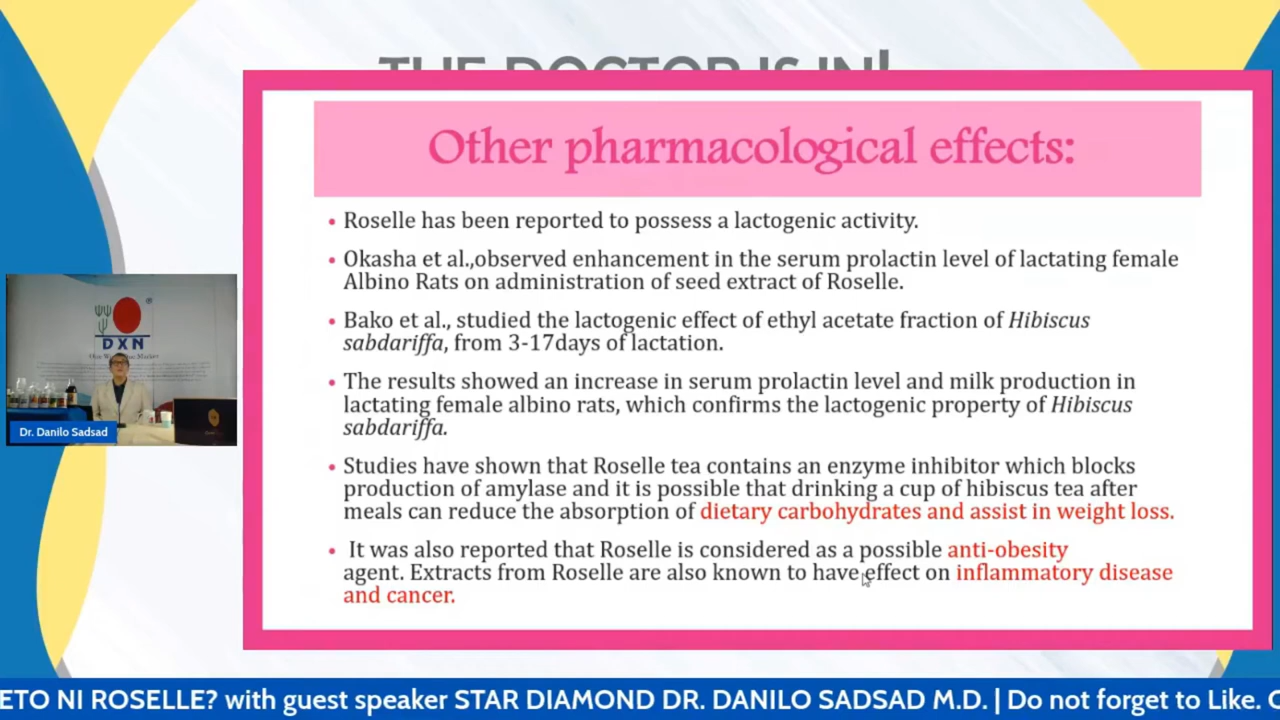 THE DOCTOR IS IN!
Other pharmacological effects:
• Roselle has been reported to possess a lactogenic activity.
• Okasha et al.,observed enhancement in the serum prolactin level of lactating female
Albino Rats on administration of seed extract of Roselle.
• Bako et al., studied the lactogenic effect of ethyl acetate fraction of Hibiscus
sabdariffa, from 3-17days of lactation.
• The results showed an increase in serum prolactin level and milk production in
lactating female albino rats, which confirms the lactogenic property of Hibiscus
sabdariffa.
• Studies have shown that Roselle tea contains an enzyme inhibitor which blocks
production of amylase and it is possible that drinking a cup of hibiscus tea after
meals can reduce the absorption of dietary carbohydrates and assist in weight loss.
• It was also reported that Roselle is considered as a possible anti-obesity
agent. Extracts from Roselle are also known to have effect on inflammatory disease
and cancer.
DXN
Dr. Danilo Sadsad
ETO NI ROSELLE? with guest speaker STAR DIAMOND DR. DANILO SADSAD M.D. | Do not forget to Like.